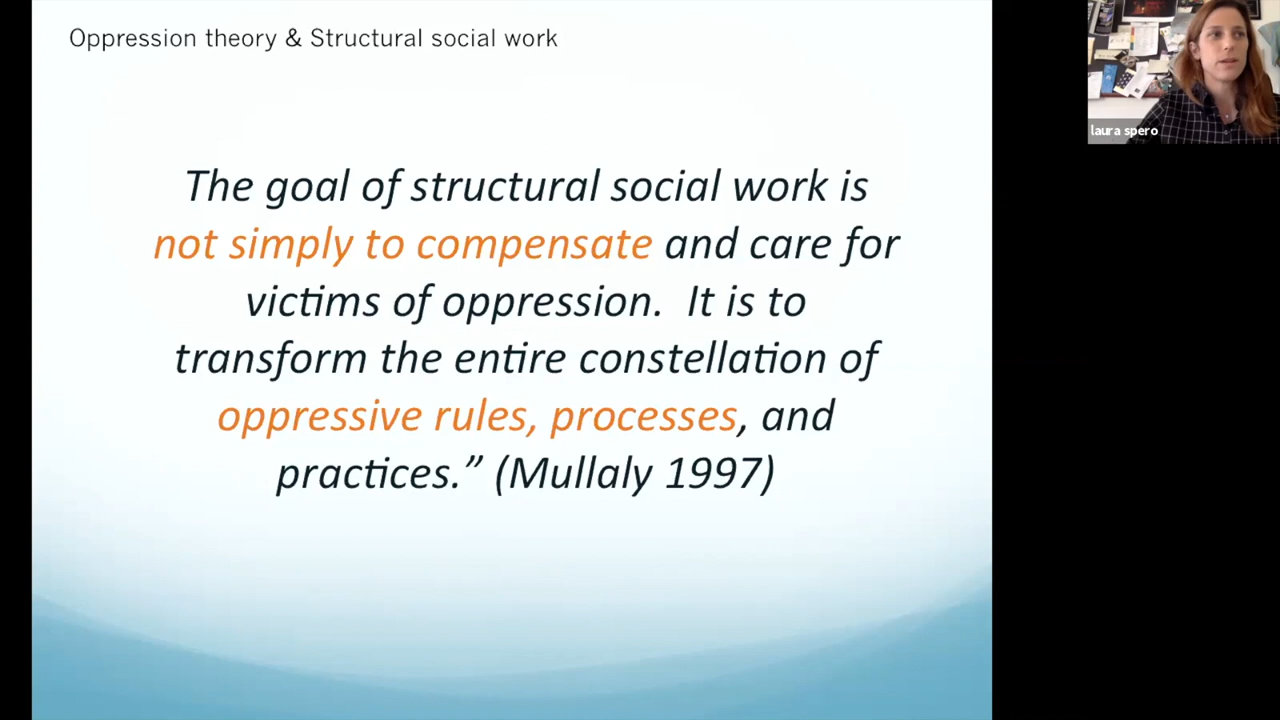 Oppression theory & Structural social work
The goal of structural social work is
not simply to compensate and care for
victims of oppression.  It is to
transform the entire constellation of
oppressive rules, processes, and
practices.” (Mullaly 1997)
laura spero